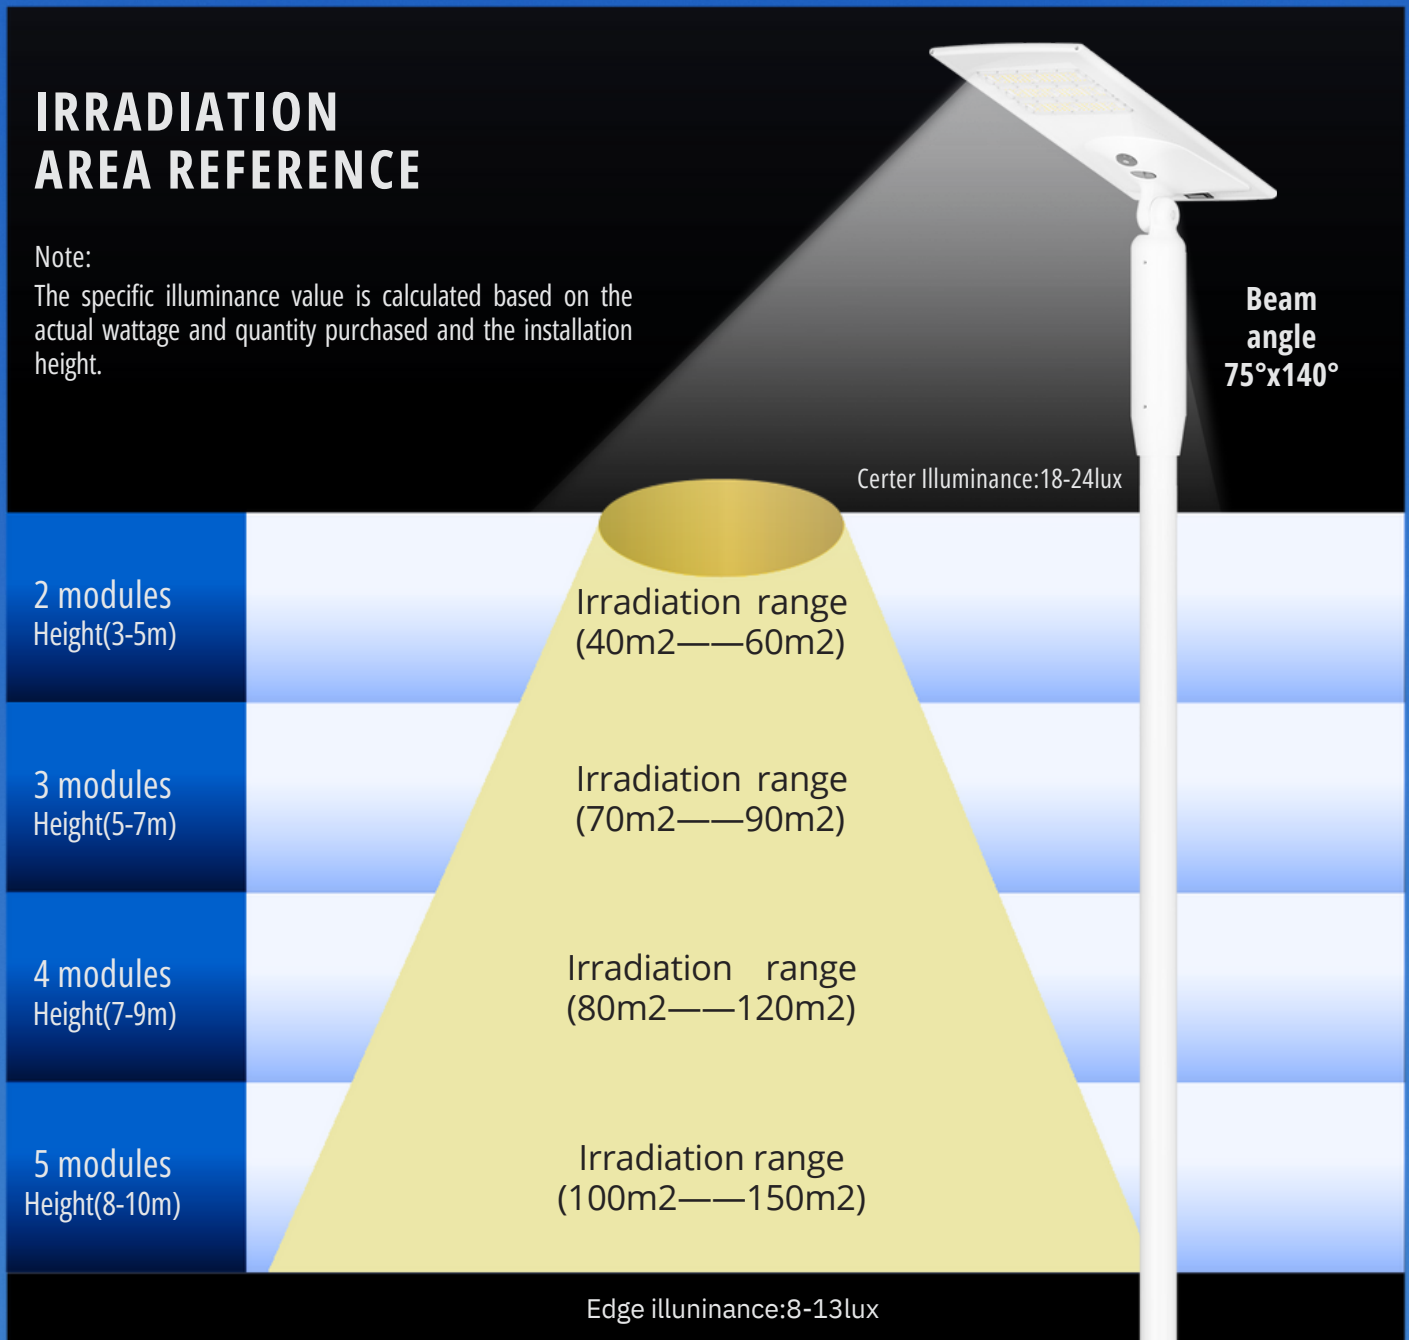 IRRADIATION
AREA REFERENCE
Note:
The specific illuminance value is calculated based on the
actual wattage and quantity purchased and the installation
height.
Beam
angle
75°x140°
Certer Illuminance:18-24lux
2 modules
Height(3-5m)
Irradiation range
(40m2——60m2)
3 modules
Height(5-7m)
Irradiation range
(70m2——90m2)
4 modules
Height(7-9m)
Irradiation range
(80m2——120m2)
5 modules
Height(8-10m)
Irradiation range
(100m2——150m2)
Edge illuninance:8-13lux